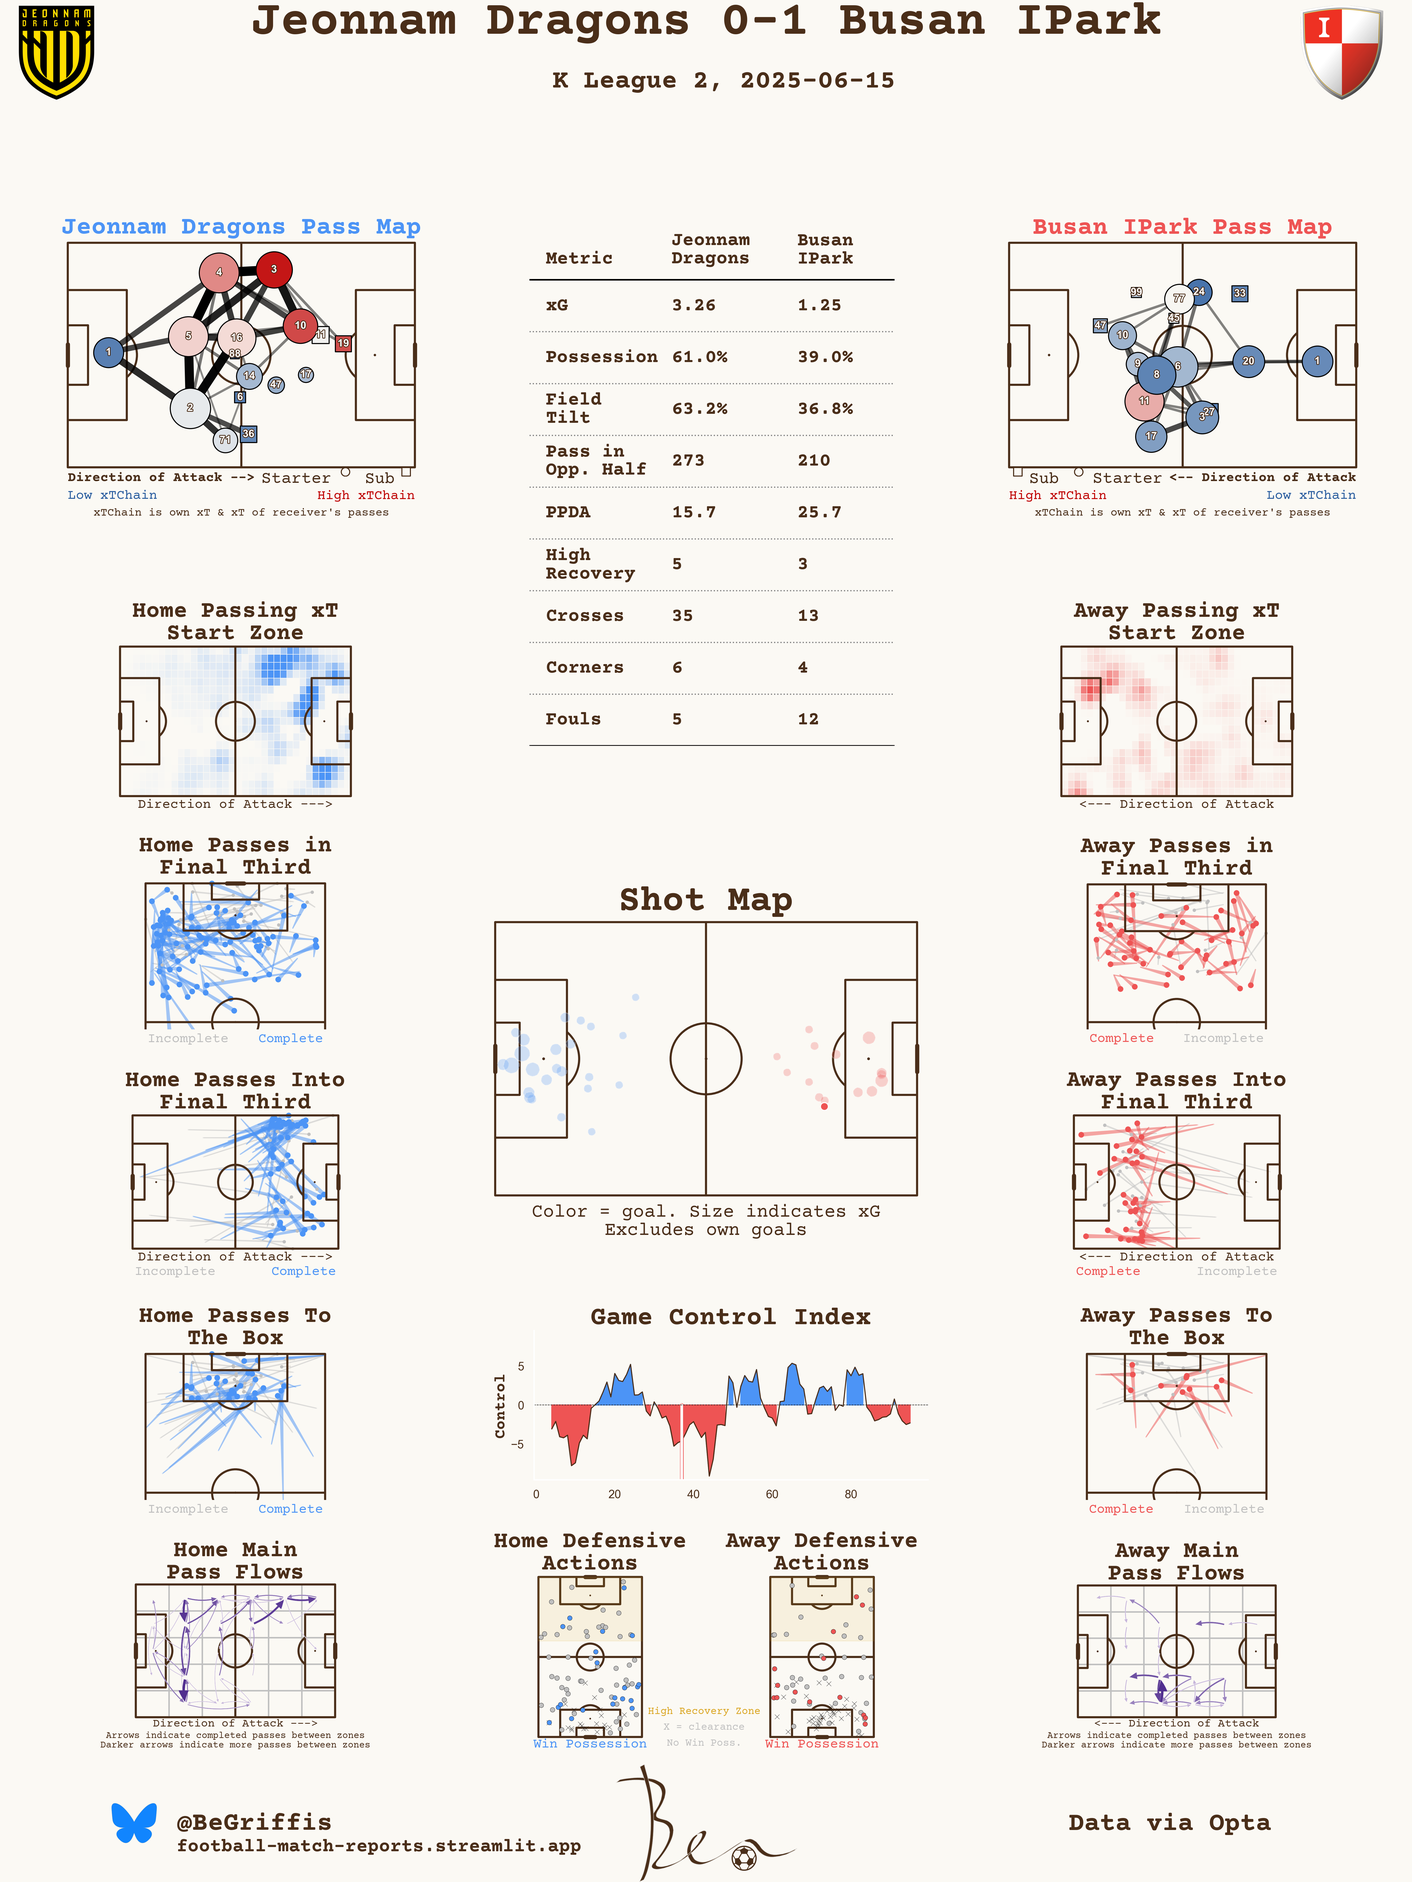 Jeonnam Dragons 0-1 Busan IPark
K League 2, 2025-06-15
JEONNAM
DRAGONS
I
Jeonnam Dragons Pass Map
4
3
10
11
19
5
16
88
1
14
47
17
6
2
71
36
Direction of Attack --> Starter Sub
Low xTChain High xTChain
xTChain is own xT & xT of receiver's passes
Metric Jeonnam Dragons Busan IPark
xG 3.26 1.25
Possession 61.0% 39.0%
Field Tilt 63.2% 36.8%
Pass in Opp. Half 273 210
PPDA 15.7 25.7
High Recovery 5 3
Crosses 35 13
Corners 6 4
Fouls 5 12
Busan IPark Pass Map
99
77
24
33
45
47
10
9
8
6
20
1
11
3
27
17
Sub Starter <-- Direction of Attack
High xTChain Low xTChain
xTChain is own xT & xT of receiver's passes
Home Passing xT
Start Zone
Direction of Attack --->
Away Passing xT
Start Zone
<--- Direction of Attack
Home Passes in
Final Third
Incomplete Complete
Away Passes in
Final Third
Complete Incomplete
Shot Map
Color = goal. Size indicates xG
Excludes own goals
Home Passes Into
Final Third
Direction of Attack --->
Incomplete Complete
Away Passes Into
Final Third
<--- Direction of Attack
Complete Incomplete
Home Passes To
The Box
Incomplete Complete
Game Control Index
Control
5
0
−5
0 20 40 60 80
Away Passes To
The Box
Complete Incomplete
Home Main
Pass Flows
Direction of Attack --->
Arrows indicate completed passes between zones
Darker arrows indicate more passes between zones
Home Defensive
Actions
Win Possession
High Recovery Zone
X = clearance
No Win Poss.
Away Defensive
Actions
Win Possession
Away Main
Pass Flows
<--- Direction of Attack
Arrows indicate completed passes between zones
Darker arrows indicate more passes between zones
@BeGriffis
football-match-reports.streamlit.app
Ben
Data via Opta